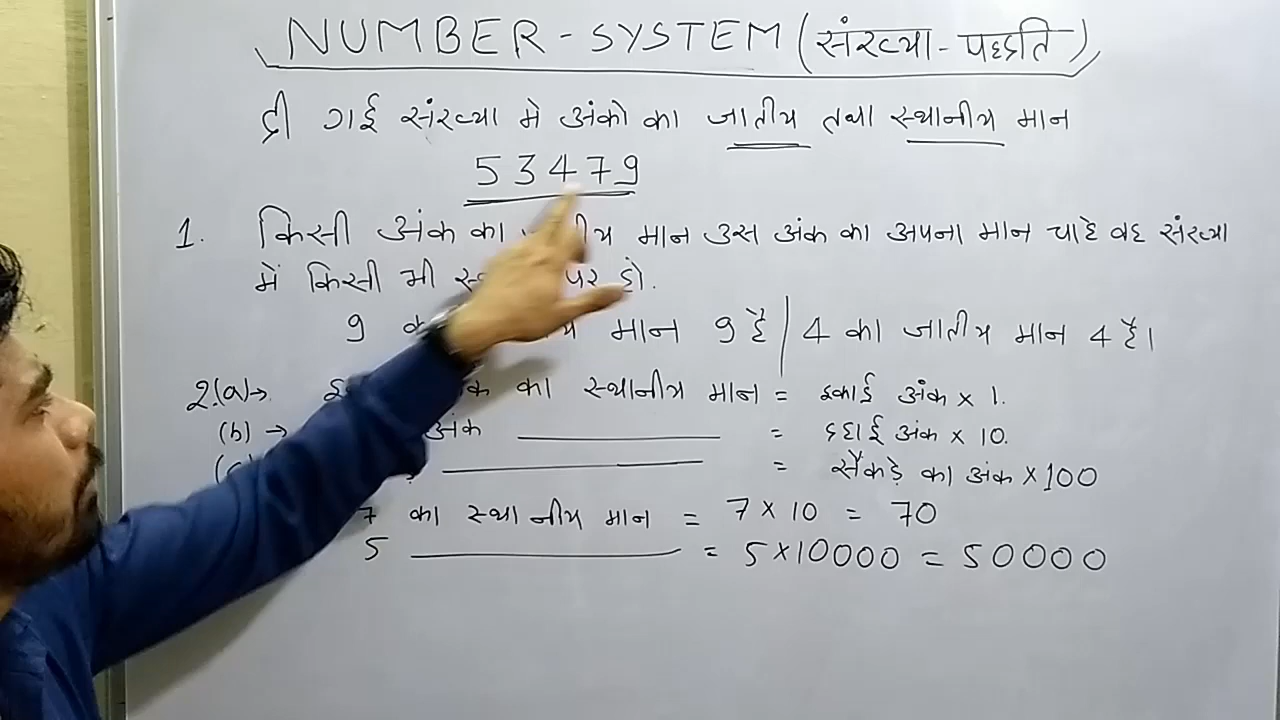 NUMBER-SYSTEM (संख्या-पद्धति)
दी गई संख्या मे अंको का जातीय तथा स्थानीय मान
53479
1. किसी अंक का मान उस अंक का अपना मान चाहे वह संख्या
में किसी भी पर हो.
9 मान 9 है | 4 का जातीय मान 4 है।
2.(a)→ का स्थानीय मान = इकाई अंक × 1.
(b) → अंक = दहाई अंक × 10.
= सैकड़े का अंक × 100
7 का स्थानीय मान = 7 × 10 = 70
5 = 5 × 10000 = 50000